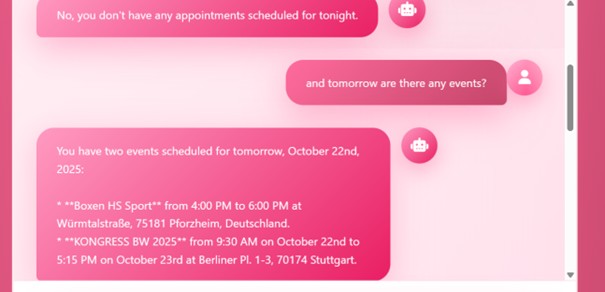 No, you don't have any appointments scheduled for tonight.
and tomorrow are there any events?
You have two events scheduled for tomorrow, October 22nd,
2025:
* **Boxen HS Sport** from 4:00 PM to 6:00 PM at
Würmtalstraße, 75181 Pforzheim, Deutschland.
* **KONGRESS BW 2025** from 9:30 AM on October 22nd to
5:15 PM on October 23rd at Berliner Pl. 1-3, 70174 Stuttgart.